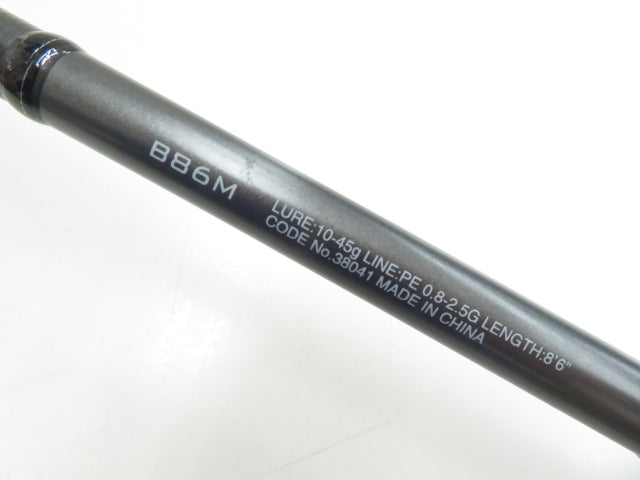 B86M
LURE:10-45g LINE:PE 0.8-2.5G LENGTH:8'6"
CODE No.38041 MADE IN CHINA